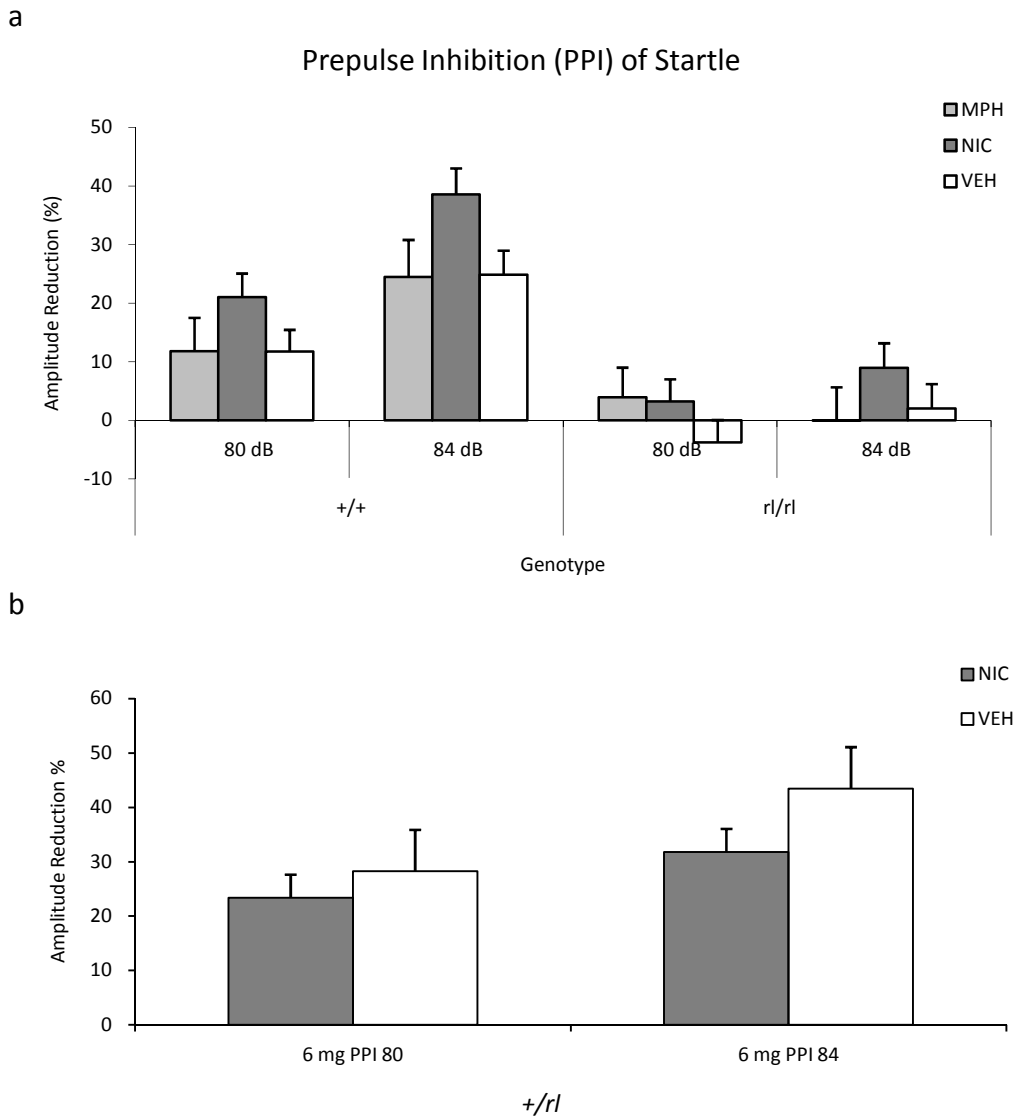 a
Prepulse Inhibition (PPI) of Startle
MPH
NIC
VEH
Amplitude Reduction (%)
50
40
30
20
10
0
-10
80 dB
84 dB
80 dB
84 dB
+/+
rl/rl
Genotype
b
NIC
VEH
Amplitude Reduction %
60
50
40
30
20
10
0
6 mg PPI 80
6 mg PPI 84
+/rl